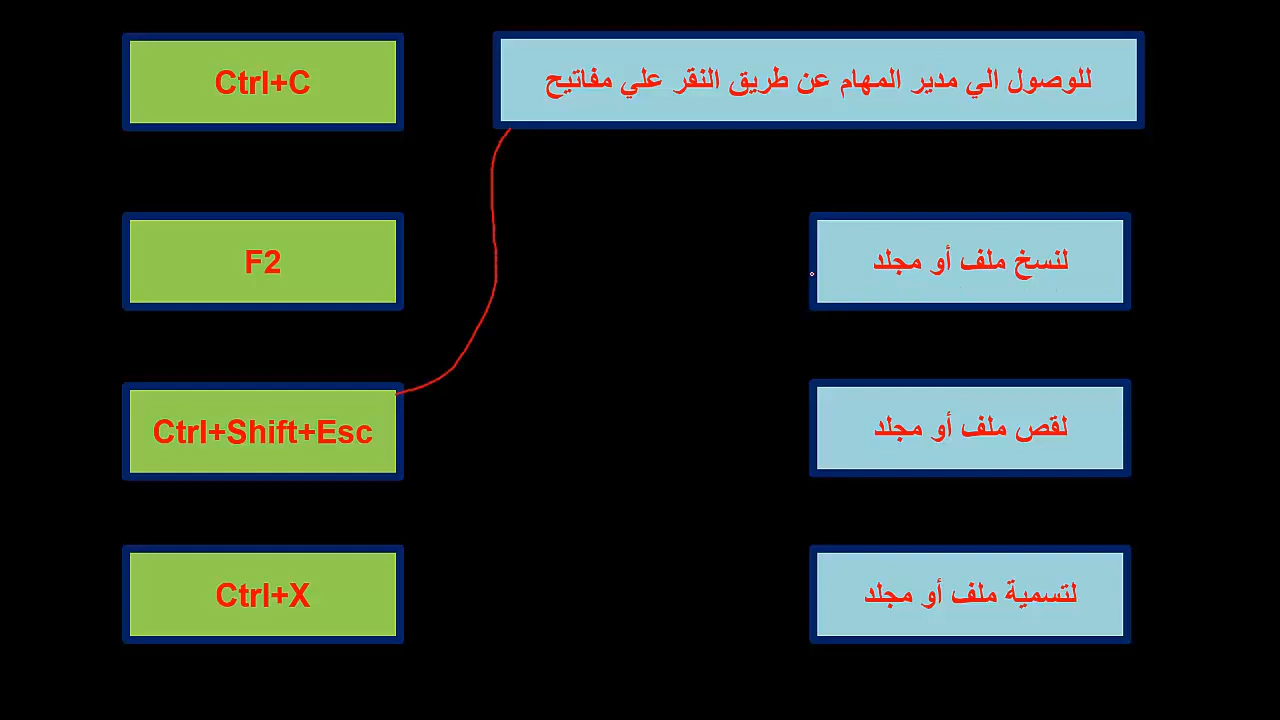 للوصول الي مدير المهام عن طريق النقر علي مفاتيح
Ctrl+C
لنسخ ملف أو مجلد
F2
لقص ملف أو مجلد
Ctrl+Shift+Esc
لتسمية ملف أو مجلد
Ctrl+X